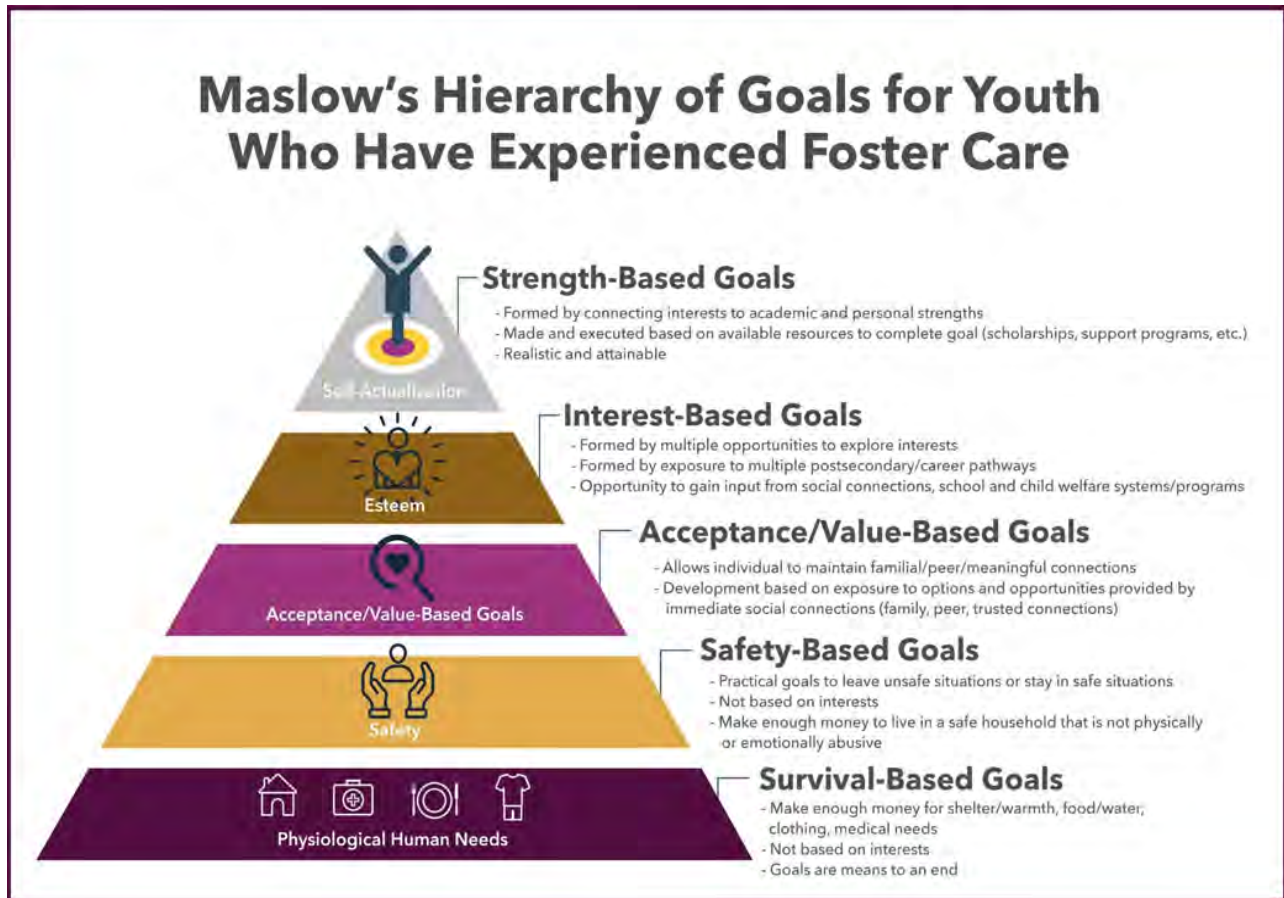 Maslow's Hierarchy of Goals for Youth
Who Have Experienced Foster Care
Strength-Based Goals
- Formed by connecting interests to academic and personal strengths
- Made and executed based on available resources to complete goal (scholarships, support programs, etc.)
- Realistic and attainable
Self-Actualization
Interest-Based Goals
- Formed by multiple opportunities to explore interests
- Formed by exposure to multiple postsecondary/career pathways
- Opportunity to gain input from social connections, school and child welfare systems/programs
Esteem
Acceptance/Value-Based Goals
- Allows individual to maintain familial/peer/meaningful connections
- Development based on exposure to options and opportunities provided by
immediate social connections (family, peer, trusted connections)
Acceptance/Value-Based Goals
Safety-Based Goals
- Practical goals to leave unsafe situations or stay in safe situations
- Not based on interests
- Make enough money to live in a safe household that is not physically
or emotionally abusive
Safety
Survival-Based Goals
- Make enough money for shelter/warmth, food/water,
clothing, medical needs
- Not based on interests
- Goals are means to an end
Physiological Human Needs